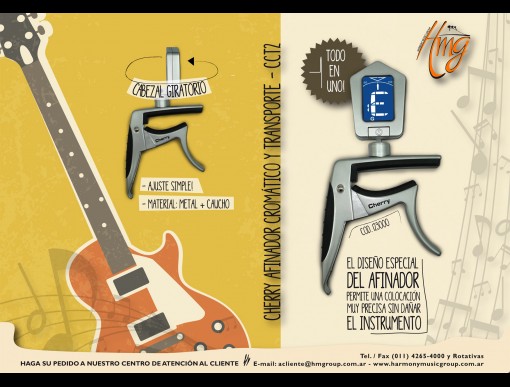 CABEZAL GIRATORIO
- AJUSTE SIMPLE!
- MATERIAL: METAL + CAUCHO
CHERRY AFINADOR CROMÁTICO Y TRANSPORTE - CCT2
TODO
EN
UNO!
Hmg
E
Cherry
Cherry
EL DISEÑO ESPECIAL
DEL AFINADOR
PERMITE UNA COLOCACIÓN
MUY PRECISA SIN DAÑAR
EL INSTRUMENTO
HAGA SU PEDIDO A NUESTRO CENTRO DE ATENCIÓN AL CLIENTE
E-mail: acliente@hmgroup.com.ar
Tel. / Fax (011) 4265-4000 y Rotativas
www.harmonymusicgroup.com.ar